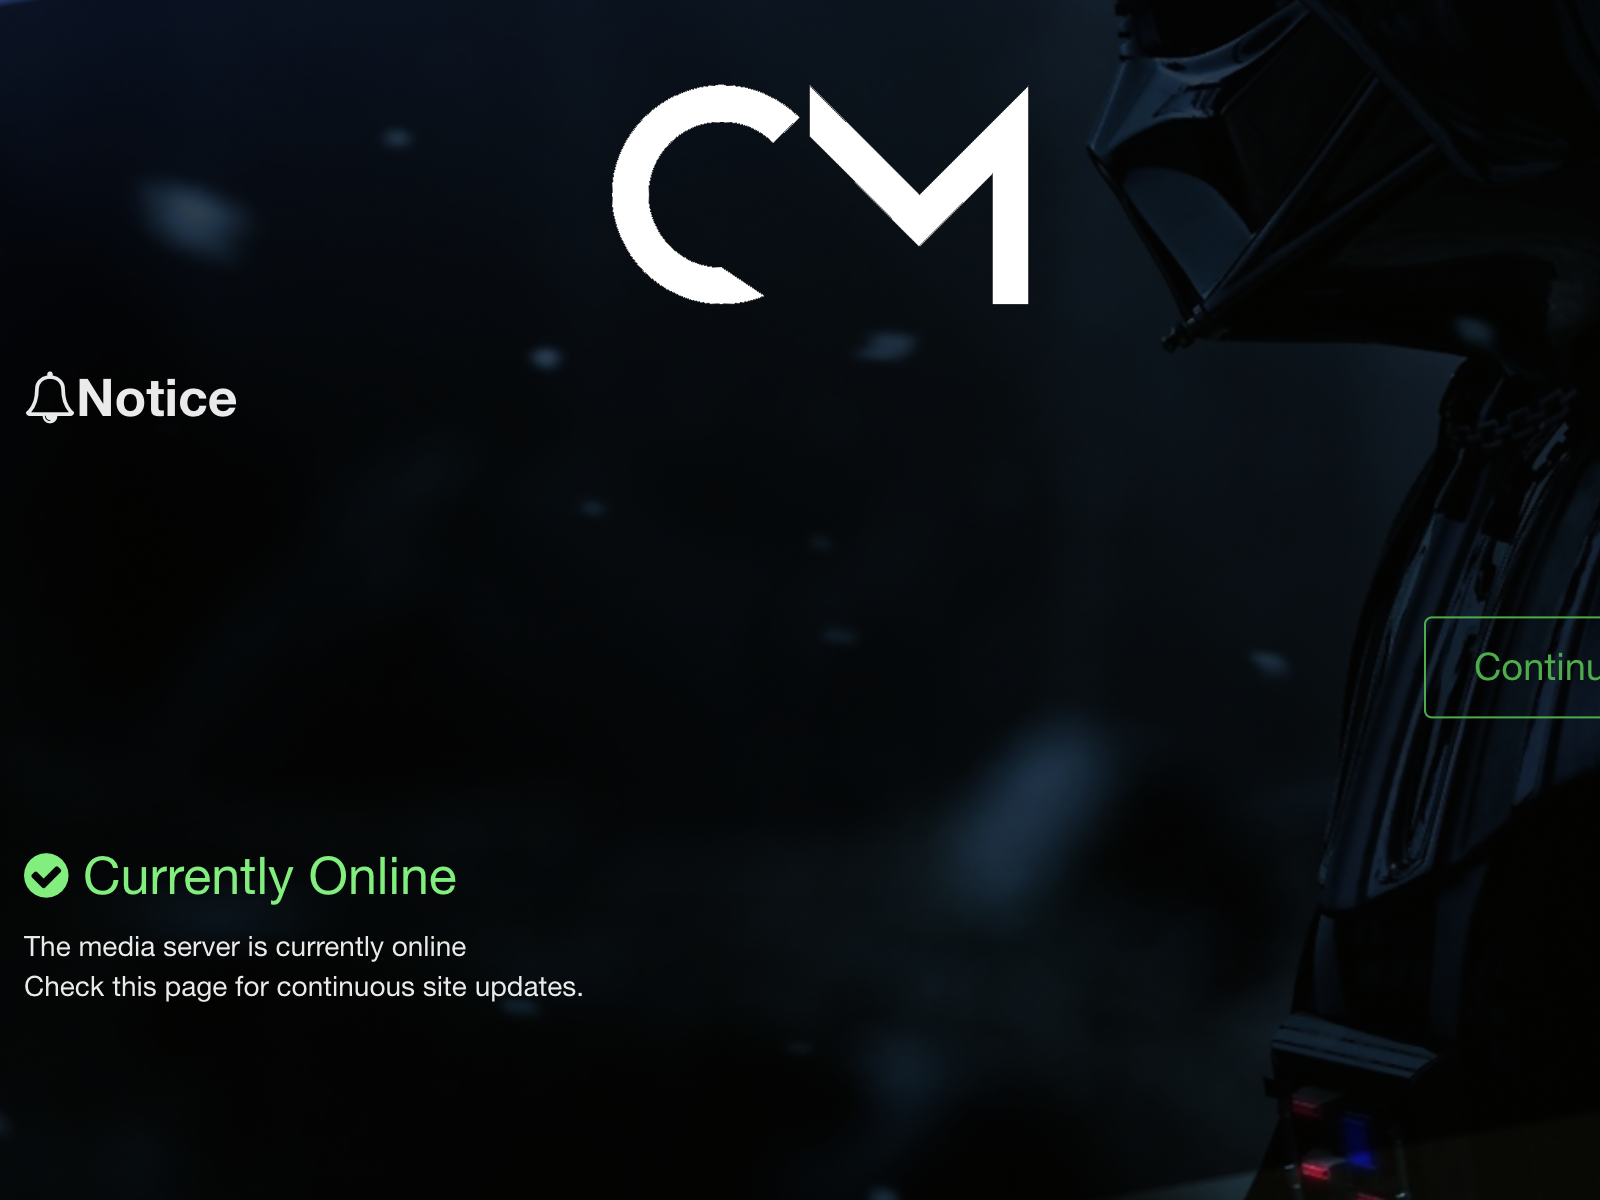 CM
Notice
Continu
Currently Online
The media server is currently online
Check this page for continuous site updates.